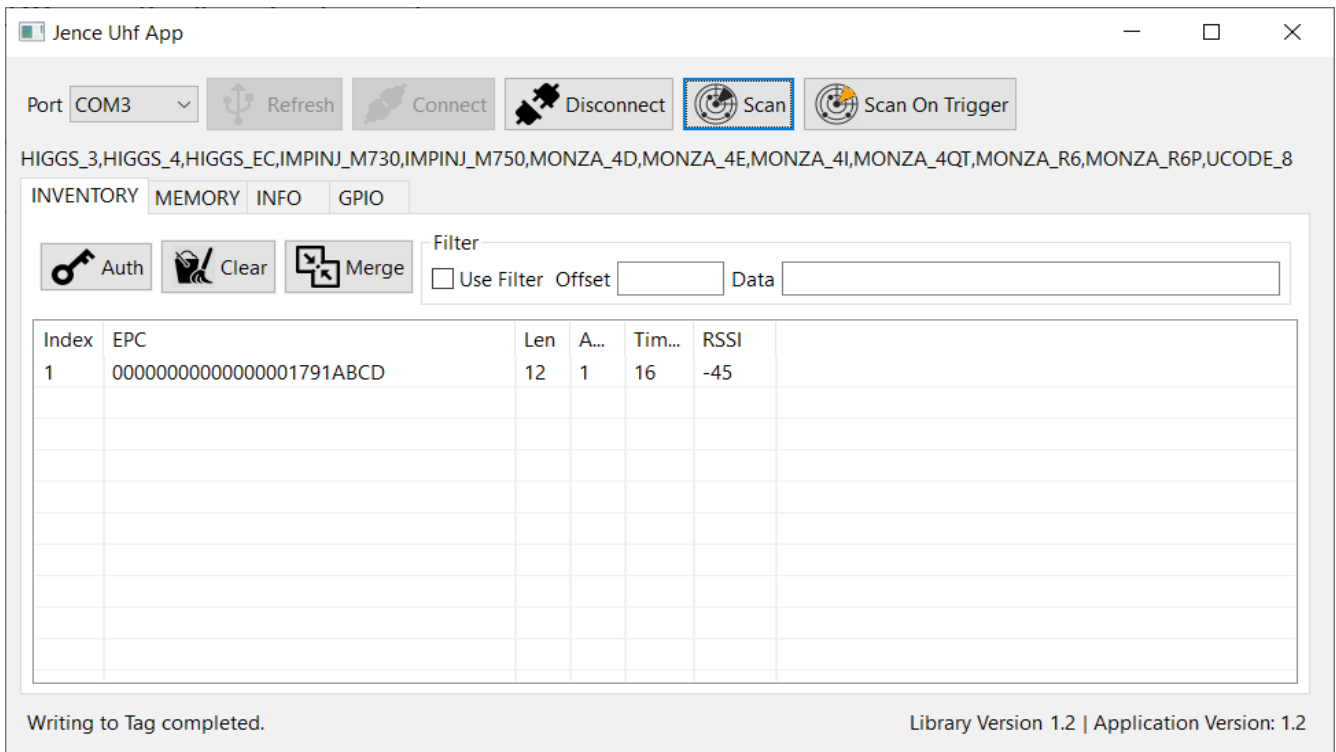 Jence Uhf App
Port COM3 Refresh Connect Disconnect Scan Scan On Trigger
HIGGS_3,HIGGS_4,HIGGS_EC,IMPINJ_M730,IMPINJ_M750,MONZA_4D,MONZA_4E,MONZA_4I,MONZA_4QT,MONZA_R6,MONZA_R6P,UCODE_8
INVENTORY MEMORY INFO GPIO
Filter
Auth Clear Merge Use Filter Offset Data
Index EPC Len A... Tim... RSSI
1 00000000000000001791ABCD 12 1 16 -45
Writing to Tag completed. Library Version 1.2 | Application Version: 1.2